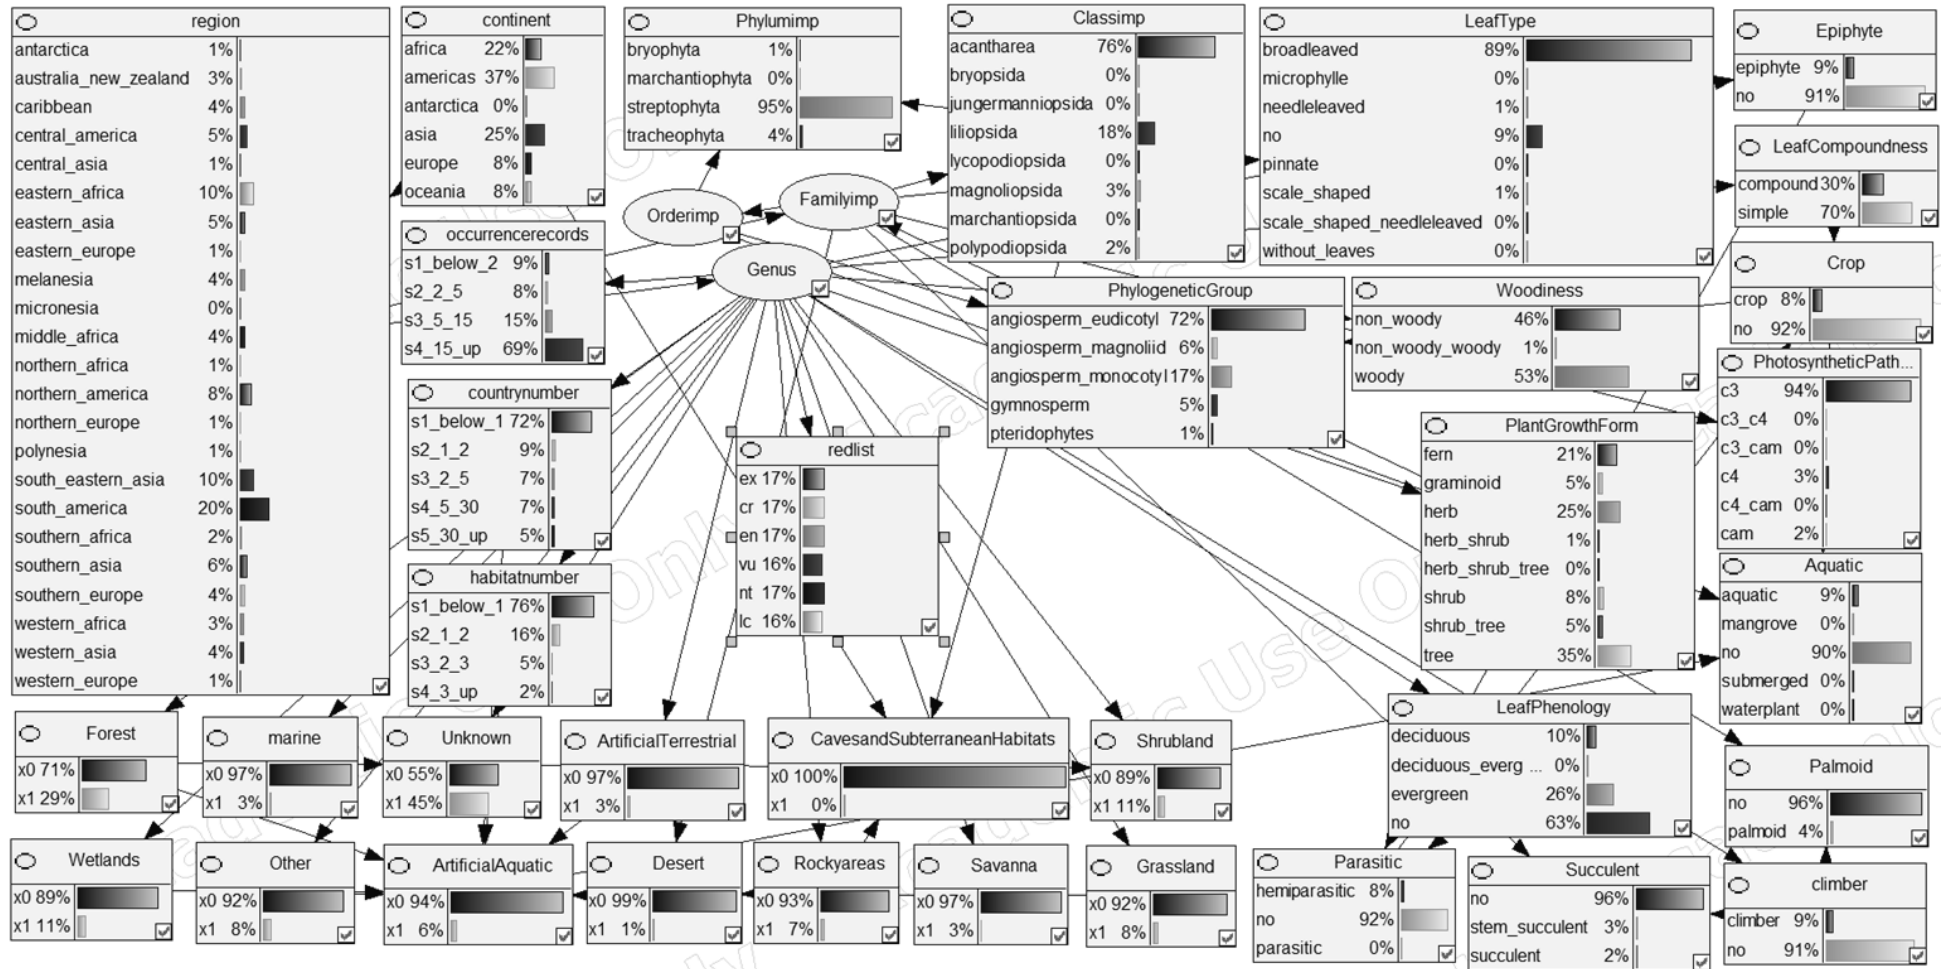 region
antarctica 1%
australia_new_zealand 3%
caribbean 4%
central_america 5%
central_asia 1%
eastern_africa 10%
eastern_asia 5%
eastern_europe 1%
melanesia 4%
micronesia 0%
middle_africa 4%
northern_africa 1%
northern_america 8%
northern_europe 1%
polynesia 1%
south_eastern_asia 10%
south_america 20%
southern_africa 2%
southern_asia 6%
southern_europe 4%
western_africa 3%
western_asia 4%
western_europe 1%
continent
africa 22%
americas 37%
antarctica 0%
asia 25%
europe 8%
oceania 8%
occurrencerecords
s1_below_2 9%
s2_2_5 8%
s3_5_15 15%
s4_15_up 69%
countrynumber
s1_below_1 72%
s2_1_2 9%
s3_2_5 7%
s4_5_30 7%
s5_30_up 5%
habitatnumber
s1_below_1 76%
s2_1_2 16%
s3_2_3 5%
s4_3_up 2%
Phylumimp
bryophyta 1%
marchantiophyta 0%
streptophyta 95%
tracheophyta 4%
Orderimp
Familyimp
Genus
Classimp
acantharea 76%
bryopsida 0%
jungermanniopsida 0%
liliopsida 18%
lycopodiopsida 0%
magnoliopsida 3%
marchantiopsida 0%
polypodiopsida 2%
LeafType
broadleaved 89%
microphylle 0%
needleleaved 1%
no 9%
pinnate 0%
scale_shaped 1%
scale_shaped_needleleaved 0%
without_leaves 0%
Epiphyte
epiphyte 9%
no 91%
LeafCompoundness
compound 30%
simple 70%
Crop
crop 8%
no 92%
PhylogeneticGroup
angiosperm_eudicotyl 72%
angiosperm_magnoliid 6%
angiosperm_monocotyl 17%
gymnosperm 5%
pteridophytes 1%
Woodiness
non_woody 46%
non_woody_woody 1%
woody 53%
PhotosyntheticPath...
c3 94%
c3_c4 0%
c3_cam 0%
c4 3%
c4_cam 0%
cam 2%
redlist
ex 17%
cr 17%
en 17%
vu 16%
nt 17%
lc 16%
PlantGrowthForm
fern 21%
graminoid 5%
herb 25%
herb_shrub 1%
herb_shrub_tree 0%
shrub 8%
shrub_tree 5%
tree 35%
Aquatic
aquatic 9%
mangrove 0%
no 90%
submerged 0%
waterplant 0%
LeafPhenology
deciduous 10%
deciduous_everg ... 0%
evergreen 26%
no 63%
Palmoid
no 96%
palmoid 4%
Forest
x0 71%
x1 29%
marine
x0 97%
x1 3%
Unknown
x0 55%
x1 45%
ArtificialTerrestrial
x0 97%
x1 3%
CavesandSubterraneanHabitats
x0 100%
x1 0%
Shrubland
x0 89%
x1 11%
Wetlands
x0 89%
x1 11%
Other
x0 92%
x1 8%
ArtificialAquatic
x0 94%
x1 6%
Desert
x0 99%
x1 1%
Rockyareas
x0 93%
x1 7%
Savanna
x0 97%
x1 3%
Grassland
x0 92%
x1 8%
Parasitic
hemiparasitic 8%
no 92%
parasitic 0%
Succulent
no 96%
stem_succulent 3%
succulent 2%
climber
climber 9%
no 91%